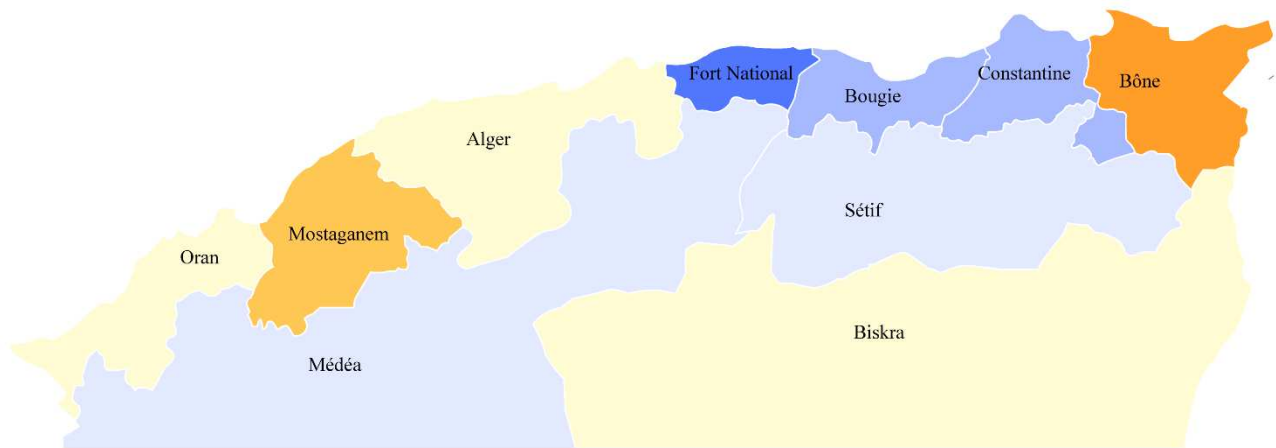 Fort National
Constantine
Bône
Bougie
Alger
Sétif
Mostaganem
Oran
Biskra
Médéa